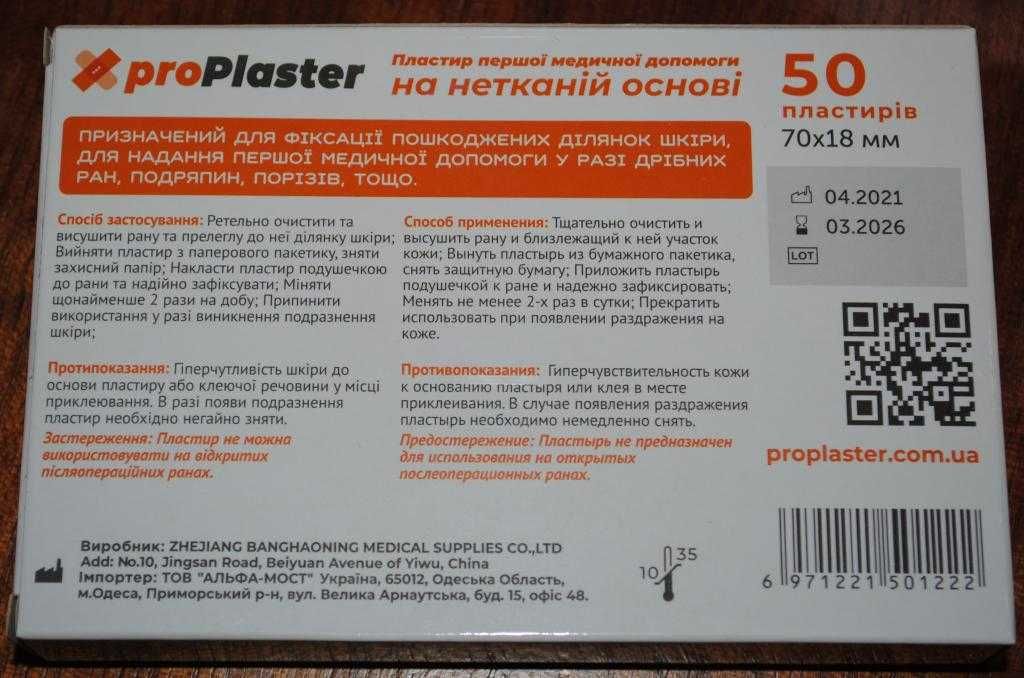 proPlaster
Пластир першої медичної допомоги
на нетканій основі
50
пластирів
70x18 мм
ПРИЗНАЧЕНИЙ ДЛЯ ФІКСАЦІЇ ПОШКОДЖЕНИХ ДІЛЯНОК ШКІРИ,
ДЛЯ НАДАННЯ ПЕРШОЇ МЕДИЧНОЇ ДОПОМОГИ У РАЗІ ДРІБНИХ
РАН, ПОДРЯПИН, ПОРІЗІВ, ТОЩО.
04.2021
03.2026
LOT
Спосіб застосування: Ретельно очистити та
висушити рану та прелеглу до неї ділянку шкіри;
Вийняти пластир з паперового пакетику, зняти
захисний папір; Накласти пластир подушечкою
до рани та надійно зафіксувати; Міняти
щонайменше 2 рази на добу; Припинити
використання у разі виникнення подразнення
шкіри;
Способ применения: Тщательно очистить и
высушить рану и близлежащий к ней участок
кожи; Вынуть пластырь из бумажного пакетика,
снять защитную бумагу; Приложить пластырь
подушечкой к ране и надежно зафиксировать;
Менять не менее 2-х раз в сутки; Прекратить
использовать при появлении раздражения на
коже.
Протипоказання: Гіперчутливість шкіри до
основи пластиру або клеючої речовини у місці
приклеювання. В разі появи подразнення
пластир необхідно негайно зняти.
Застереження: Пластир не можна
використовувати на відкритих
післяопераційних ранах.
Противопоказания: Гиперчувствительность кожи
к основанию пластыря или клея в месте
приклеивания. В случае появления раздражения
пластырь необходимо немедленно снять.
Предостережение: Пластырь не предназначен
для использования на открытых
послеоперационных ранах.
proplaster.com.ua
Виробник: ZHEJIANG BANGHAONING MEDICAL SUPPLIES CO.,LTD
Add: No.10, Jingsan Road, Beiyuan Avenue of Yiwu, China
Імпортер: ТОВ "АЛЬФА-МОСТ" Україна, 65012, Одеська Область,
м.Одеса, Приморський р-н, вул. Велика Арнаутська, буд. 15, офіс 48.
35
10
6 971221 501222